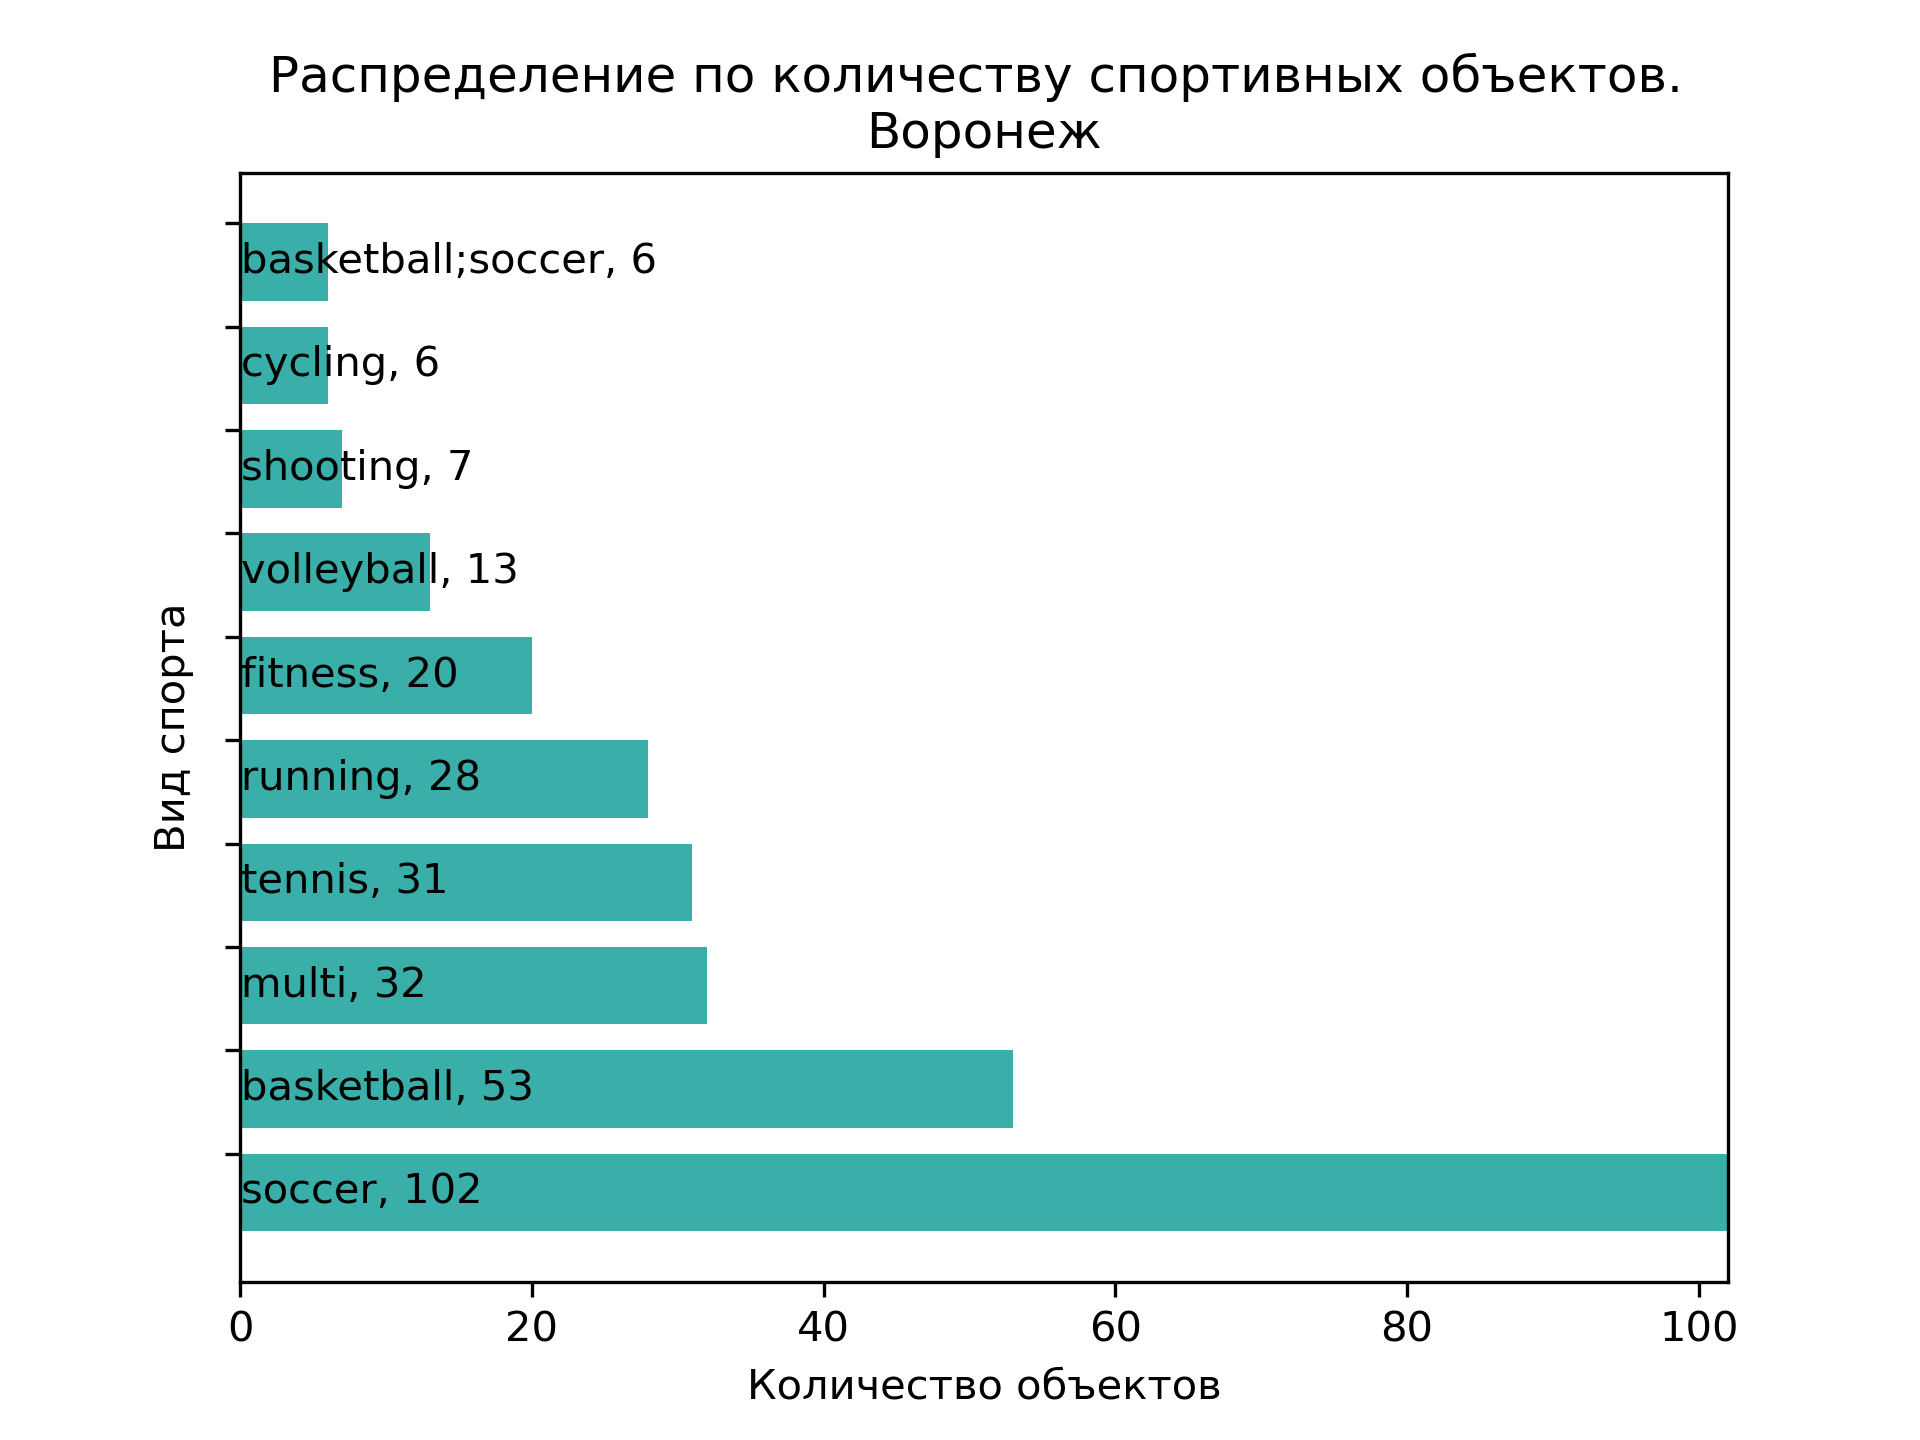 Распределение по количеству спортивных объектов.
Воронеж
basketball;soccer, 6
cycling, 6
shooting, 7
volleyball, 13
fitness, 20
running, 28
tennis, 31
multi, 32
basketball, 53
soccer, 102
Вид спорта
0 20 40 60 80 100
Количество объектов